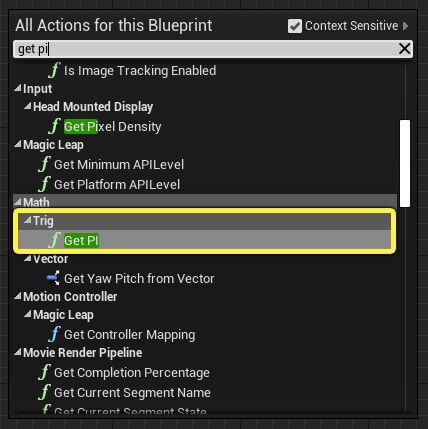 All Actions for this Blueprint Context Sensitive
get pi
f Is Image Tracking Enabled
Input
Head Mounted Display
f Get Pixel Density
Magic Leap
f Get Minimum APILevel
f Get Platform APILevel
Math
Trig
f Get PI
Vector
Get Yaw Pitch from Vector
Motion Controller
Magic Leap
f Get Controller Mapping
Movie Render Pipeline
f Get Completion Percentage
f Get Current Segment Name
f Get Current Segment State